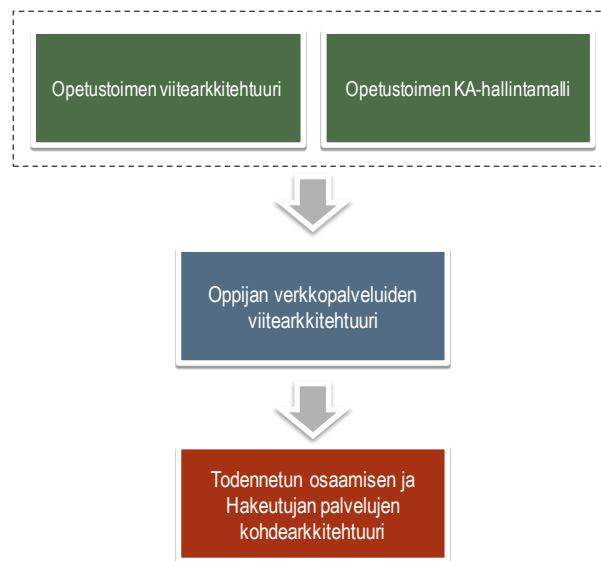 Opetustoimen viitearkkitehtuuri
Opetustoimen KA-hallintamalli
Oppijan verkkopalveluiden
viitearkkitehtuuri
Todennetun osaamisen ja
Hakeutujan palvelujen
kohdearkkitehtuuri